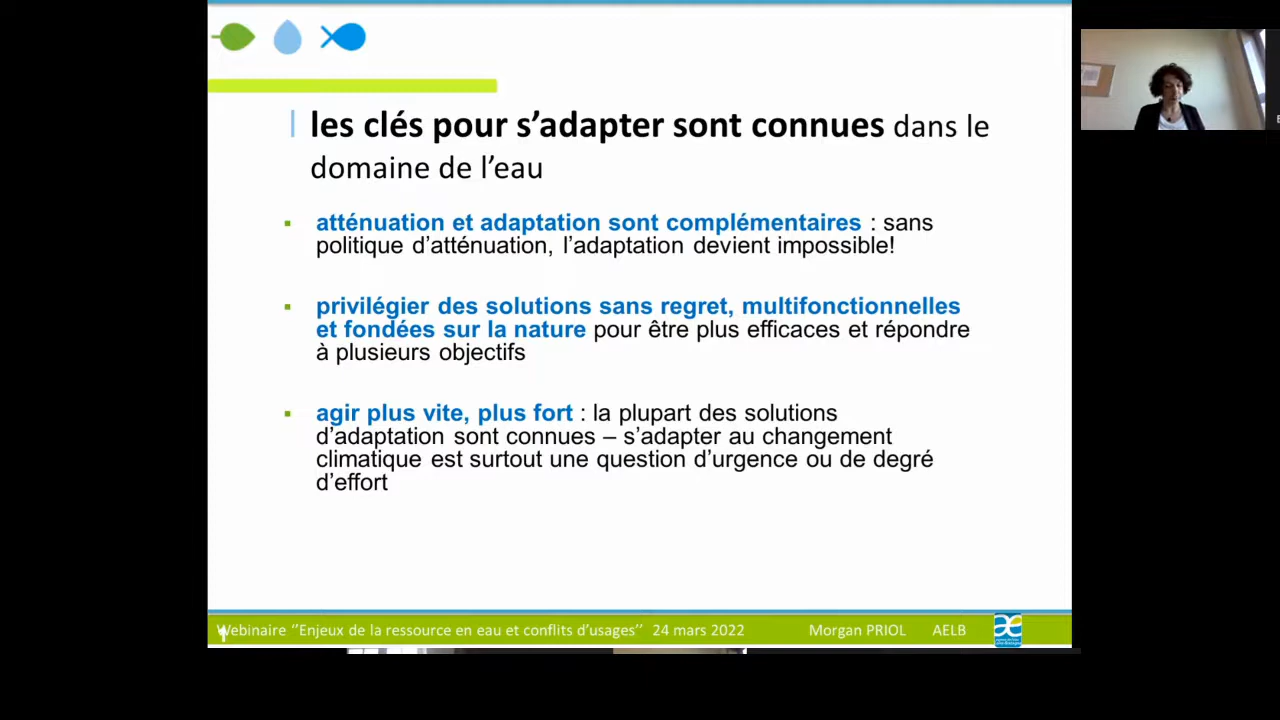 les clés pour s’adapter sont connues dans le
domaine de l’eau
▪ atténuation et adaptation sont complémentaires : sans
politique d’atténuation, l’adaptation devient impossible!
▪ privilégier des solutions sans regret, multifonctionnelles
et fondées sur la nature pour être plus efficaces et répondre
à plusieurs objectifs
▪ agir plus vite, plus fort : la plupart des solutions
d’adaptation sont connues – s’adapter au changement
climatique est surtout une question d’urgence ou de degré
d’effort
Webinaire ‘’Enjeux de la ressource en eau et conflits d’usages’’ 24 mars 2022 Morgan PRIOL AELB